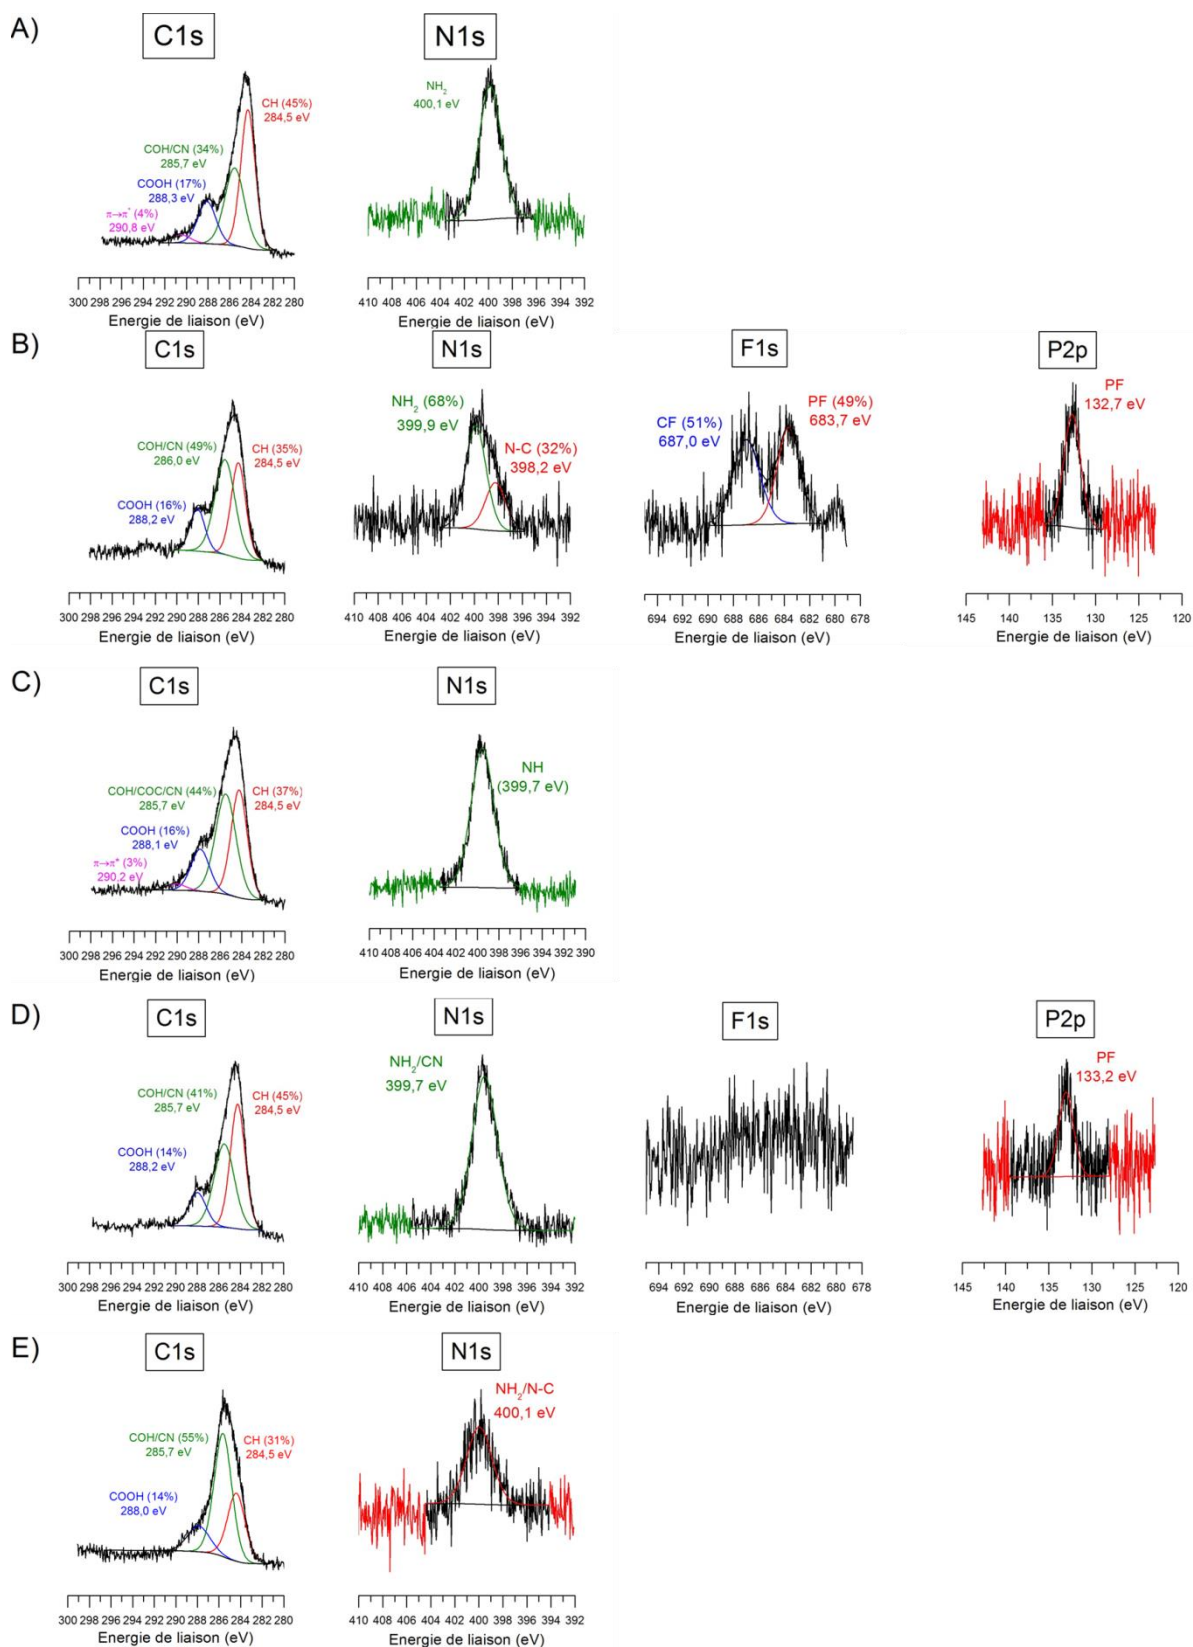 A)
C1s
N1s
CH (45%)
284,5 eV
COH/CN (34%)
285,7 eV
COOH (17%)
288,3 eV
π→π* (4%)
290,8 eV
NH2
400,1 eV
300 298 296 294 292 290 288 286 284 282 280
Energie de liaison (eV)
410 408 406 404 402 400 398 396 394 392
Energie de liaison (eV)
B)
C1s
N1s
F1s
P2p
COH/CN (49%)
286,0 eV
CH (35%)
284,5 eV
COOH (16%)
288,2 eV
NH2 (68%)
399,9 eV
N-C (32%)
398,2 eV
CF (51%)
687,0 eV
PF (49%)
683,7 eV
PF
132,7 eV
300 298 296 294 292 290 288 286 284 282 280
Energie de liaison (eV)
410 408 406 404 402 400 398 396 394 392
Energie de liaison (eV)
694 692 690 688 686 684 682 680 678
Energie de liaison (eV)
145 140 135 130 125 120
Energie de liaison (eV)
C)
C1s
N1s
COH/COC/CN (44%)
285,7 eV
CH (37%)
284,5 eV
COOH (16%)
288,1 eV
π→π* (3%)
290,2 eV
NH
(399,7 eV)
300 298 296 294 292 290 288 286 284 282 280
Energie de liaison (eV)
410 408 406 404 402 400 398 396 394 392 390
Energie de liaison (eV)
D)
C1s
N1s
F1s
P2p
COH/CN (41%)
285,7 eV
CH (45%)
284,5 eV
COOH (14%)
288,2 eV
NH2/CN
399,7 eV
PF
133,2 eV
300 298 296 294 292 290 288 286 284 282 280
Energie de liaison (eV)
410 408 406 404 402 400 398 396 394 392
Energie de liaison (eV)
694 692 690 688 686 684 682 680 678
Energie de liaison (eV)
145 140 135 130 125 120
Energie de liaison (eV)
E)
C1s
N1s
COH/CN (55%)
285,7 eV
CH (31%)
284,5 eV
COOH (14%)
288,0 eV
NH2/N-C
400,1 eV
300 298 296 294 292 290 288 286 284 282 280
Energie de liaison (eV)
410 408 406 404 402 400 398 396 394 392
Energie de liaison (eV)